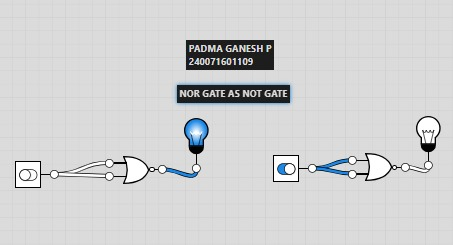 PADMA GANESH P
240071601109
NOR GATE AS NOT GATE